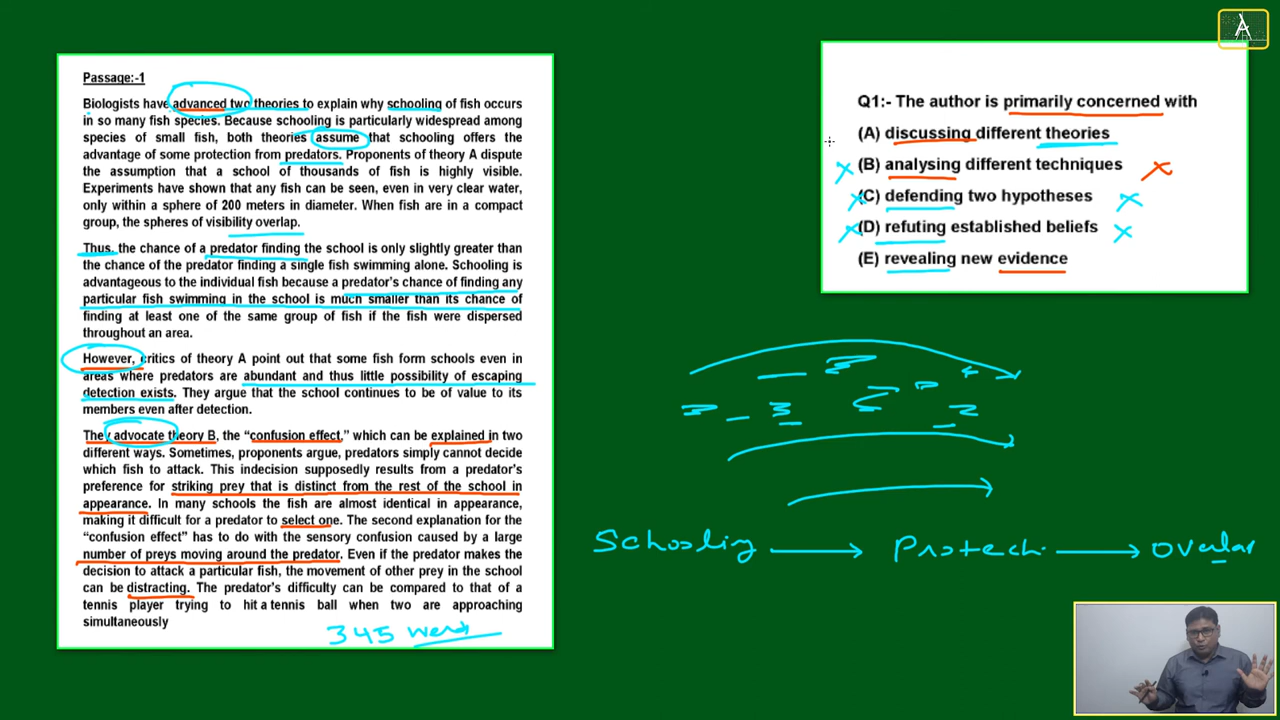 Passage:-1
Biologists have advanced two theories to explain why schooling of fish occurs
in so many fish species. Because schooling is particularly widespread among
species of small fish, both theories assume that schooling offers the
advantage of some protection from predators. Proponents of theory A dispute
the assumption that a school of thousands of fish is highly visible.
Experiments have shown that any fish can be seen, even in very clear water,
only within a sphere of 200 meters in diameter. When fish are in a compact
group, the spheres of visibility overlap.
Thus, the chance of a predator finding the school is only slightly greater than
the chance of the predator finding a single fish swimming alone. Schooling is
advantageous to the individual fish because a predator's chance of finding any
particular fish swimming in the school is much smaller than its chance of
finding at least one of the same group of fish if the fish were dispersed
throughout an area.
However, critics of theory A point out that some fish form schools even in
areas where predators are abundant and thus little possibility of escaping
detection exists. They argue that the school continues to be of value to its
members even after detection.
They advocate theory B, the "confusion effect," which can be explained in two
different ways. Sometimes, proponents argue, predators simply cannot decide
which fish to attack. This indecision supposedly results from a predator's
preference for striking prey that is distinct from the rest of the school in
appearance. In many schools the fish are almost identical in appearance,
making it difficult for a predator to select one. The second explanation for the
"confusion effect" has to do with the sensory confusion caused by a large
number of preys moving around the predator. Even if the predator makes the
decision to attack a particular fish, the movement of other prey in the school
can be distracting. The predator's difficulty can be compared to that of a
tennis player trying to hit a tennis ball when two are approaching
simultaneously
345 words
A
Q1:- The author is primarily concerned with
(A) discussing different theories
(B) analysing different techniques
(C) defending two hypotheses
(D) refuting established beliefs
(E) revealing new evidence
Schooling Protech